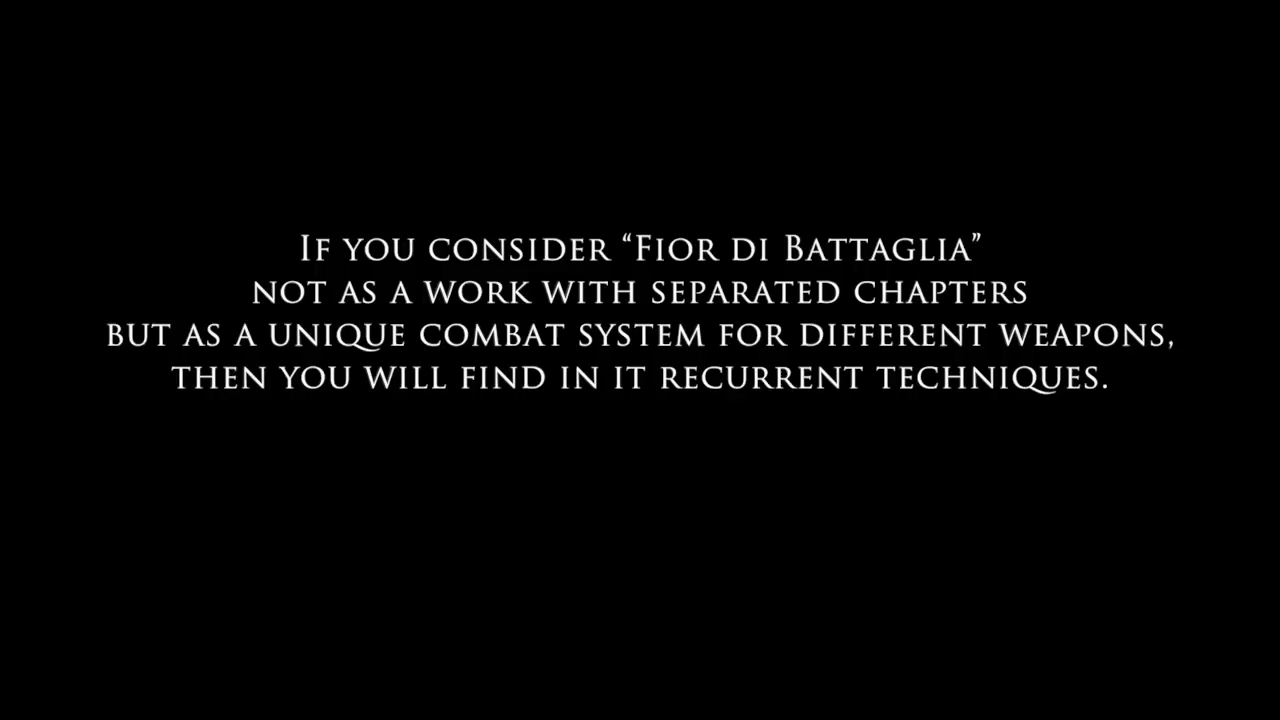 If you consider “Fior di Battaglia”
not as a work with separated chapters
but as a unique combat system for different weapons,
then you will find in it recurrent techniques.